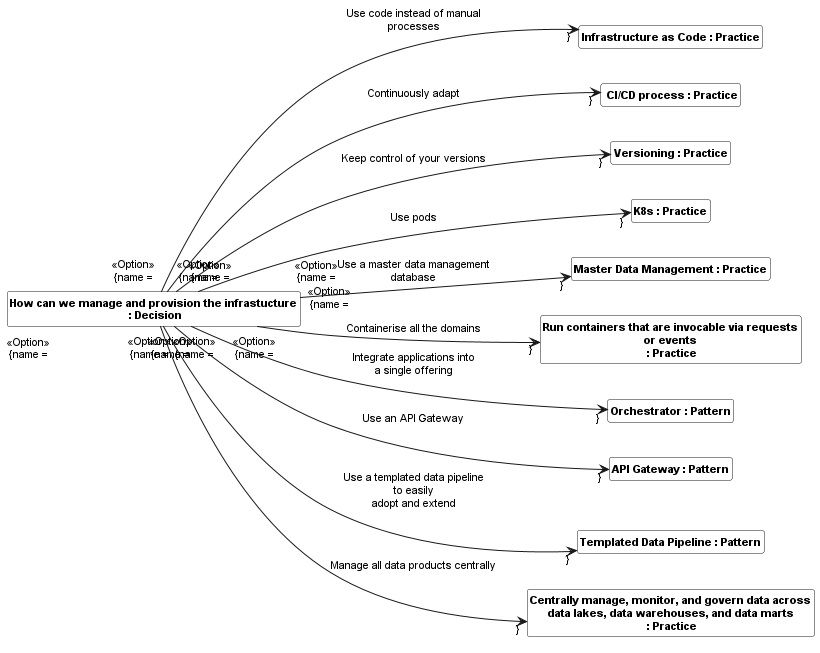 Use code instead of manual
processes
}
Infrastructure as Code : Practice
Continuously adapt
}
CI/CD process : Practice
Keep control of your versions
}
Versioning : Practice
Use pods
}
K8s : Practice
«Option»
{name =
«Option»
{name =
«Option»
{name =
«Option»
{name =
Use a master data management
database
}
Master Data Management : Practice
«Option»
{name =
How can we manage and provision the infrastucture
: Decision
Containerise all the domains
}
Run containers that are invocable via requests
or events
: Practice
«Option»
{name =
«Option»
{name =
«Option»
{name =
«Option»
{name =
«Option»
{name =
Integrate applications into
a single offering
}
Orchestrator : Pattern
Use an API Gateway
}
API Gateway : Pattern
Use a templated data pipeline
to easily
adopt and extend
}
Templated Data Pipeline : Pattern
Manage all data products centrally
}
Centrally manage, monitor, and govern data across
data lakes, data warehouses, and data marts
: Practice